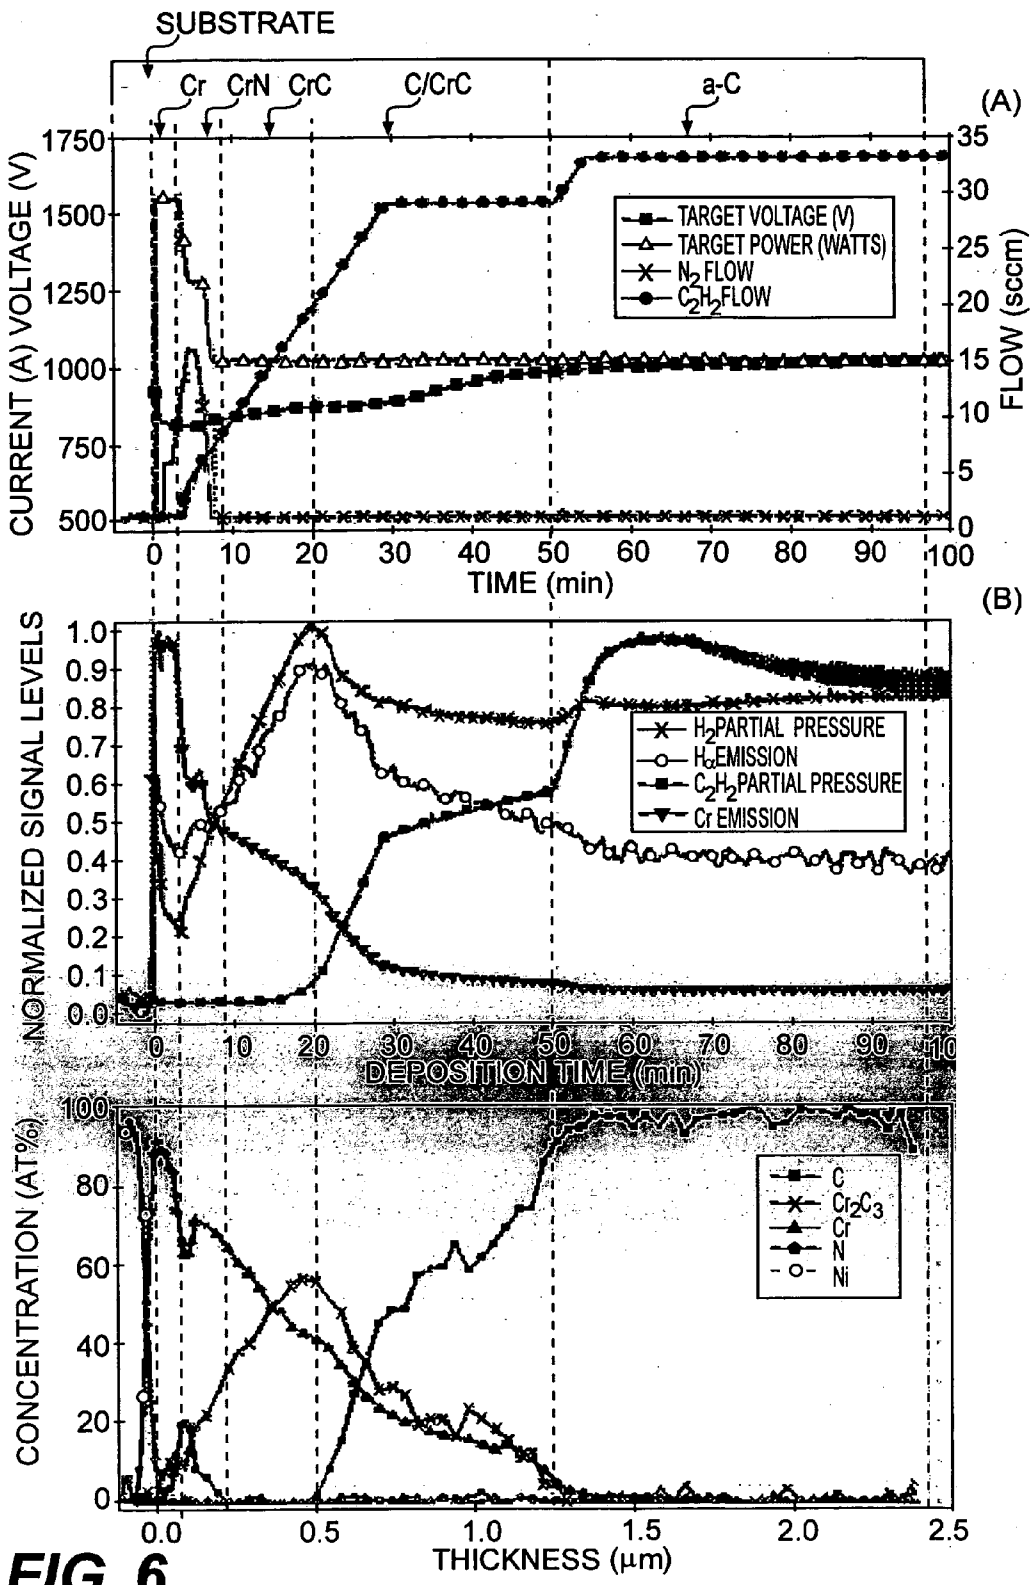 SUBSTRATE
Cr CrN CrC C/CrC a-C
(A)
CURRENT (A) VOLTAGE (V)
1750
1500
1250
1000
750
500
FLOW (sccm)
35
30
25
20
15
10
5
0
TARGET VOLTAGE (V)
TARGET POWER (WATTS)
N2 FLOW
C2H2 FLOW
0 10 20 30 40 50 60 70 80 90 100
TIME (min)
(B)
NORMALIZED SIGNAL LEVELS
1.0
0.9
0.8
0.7
0.6
0.5
0.4
0.3
0.2
0.1
0.0
H2 PARTIAL PRESSURE
Hα EMISSION
C2H2 PARTIAL PRESSURE
Cr EMISSION
0 10 20 30 40 50 60 70 80 90 10
DEPOSITION TIME (min)
CONCENTRATION (AT%)
100
80
60
40
20
0
C
Cr2C3
Cr
N
Ni
0.0 0.5 1.0 1.5 2.0 2.5
THICKNESS (μm)
FIG. 6